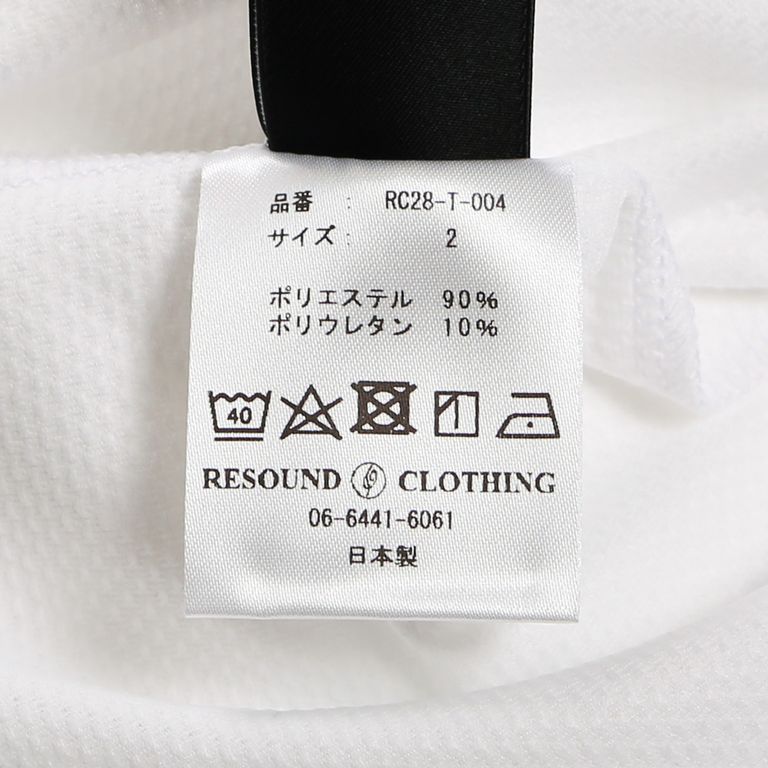 品番 : RC28-T-004
サイズ : 2
ポリエステル 90%
ポリウレタン 10%
40
RESOUND CLOTHING
06-6441-6061
日本製